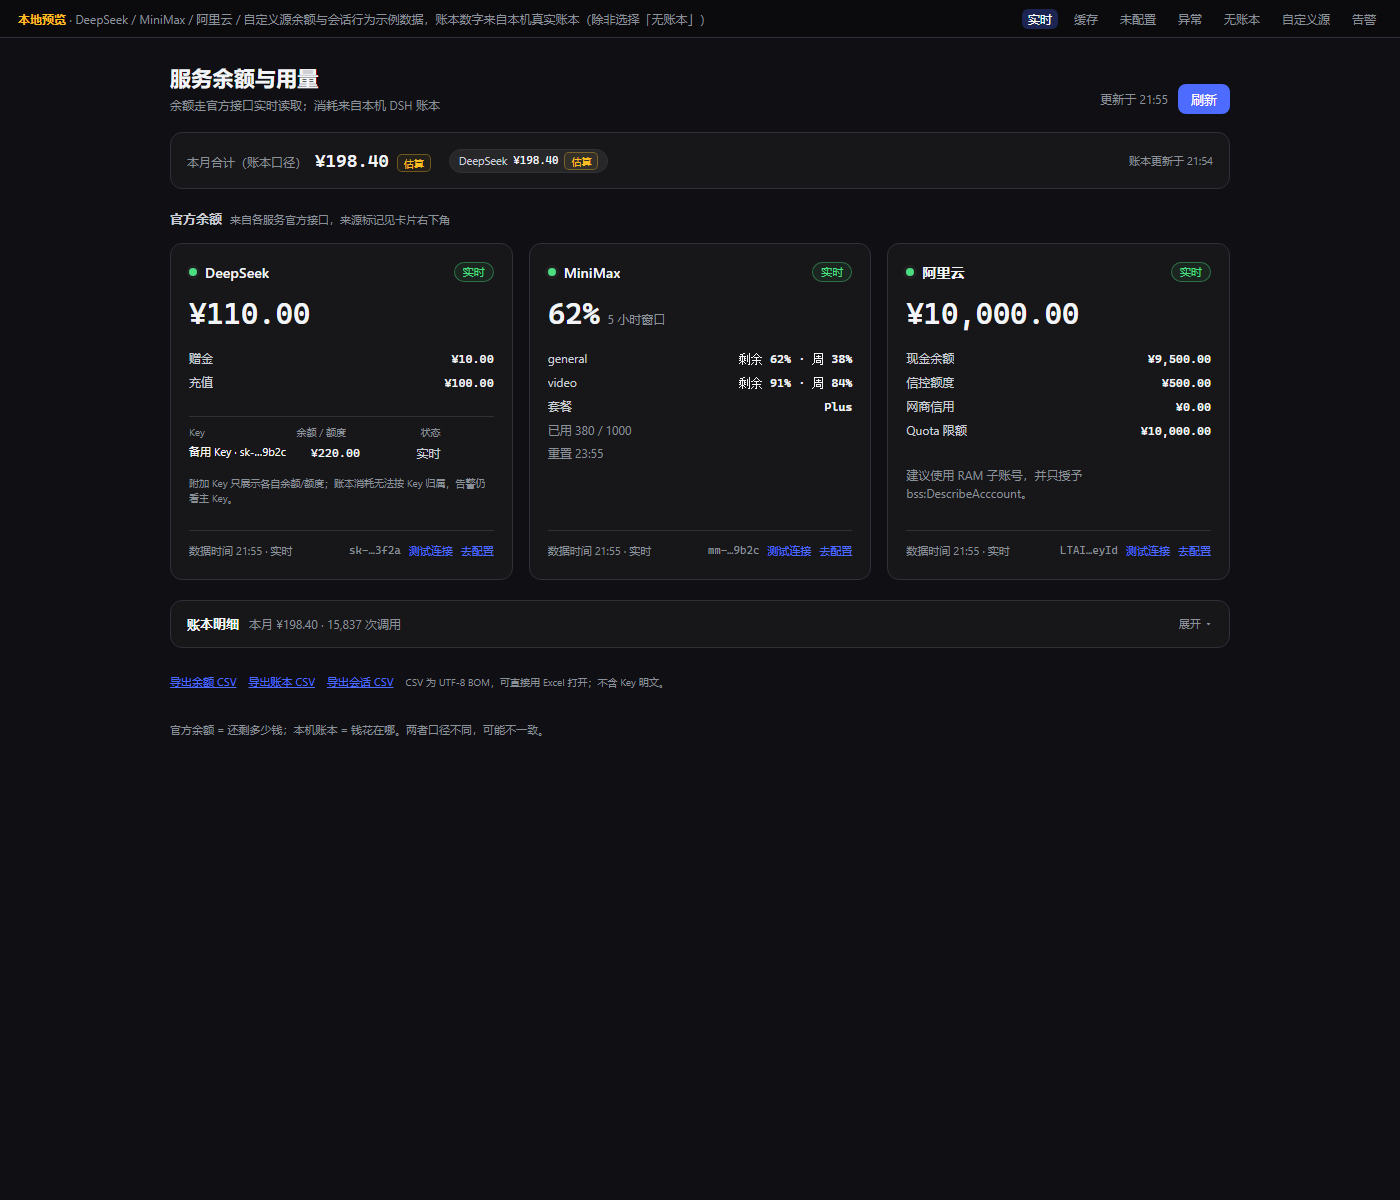 本地预览 · DeepSeek / MiniMax / 阿里云 / 自定义源余额与会话行为示例数据，账本数字来自本机真实账本（除非选择「无账本」）
实时 缓存 未配置 异常 无账本 自定义源 告警
服务余额与用量
余额走官方接口实时读取；消耗来自本机 DSH 账本
更新于 21:55 刷新
本月合计（账本口径） ¥198.40 估算 DeepSeek ¥198.40 估算 账本更新于 21:54
官方余额 来自各服务官方接口，来源标记见卡片右下角
DeepSeek 实时
¥110.00
赠金 ¥10.00
充值 ¥100.00
Key 余额 / 额度 状态
备用 Key · sk-…9b2c ¥220.00 实时
附加 Key 只展示各自余额/额度；账本消耗无法按 Key 归属，告警仍
看主 Key。
数据时间 21:55 · 实时 sk-…3f2a 测试连接 去配置
MiniMax 实时
62% 5 小时窗口
general 剩余 62% · 周 38%
video 剩余 91% · 周 84%
套餐 Plus
已用 380 / 1000
重置 23:55
数据时间 21:55 · 实时 mm-…9b2c 测试连接 去配置
阿里云 实时
¥10,000.00
现金余额 ¥9,500.00
信控额度 ¥500.00
网商信用 ¥0.00
Quota 限额 ¥10,000.00
建议使用 RAM 子账号，并只授予
bss:DescribeAcccount。
数据时间 21:55 · 实时 LTAI…eyId 测试连接 去配置
账本明细 本月 ¥198.40 · 15,837 次调用 展开
导出余额 CSV 导出账本 CSV 导出会话 CSV CSV 为 UTF-8 BOM，可直接用 Excel 打开；不含 Key 明文。
官方余额 = 还剩多少钱；本机账本 = 钱花在哪。两者口径不同，可能不一致。